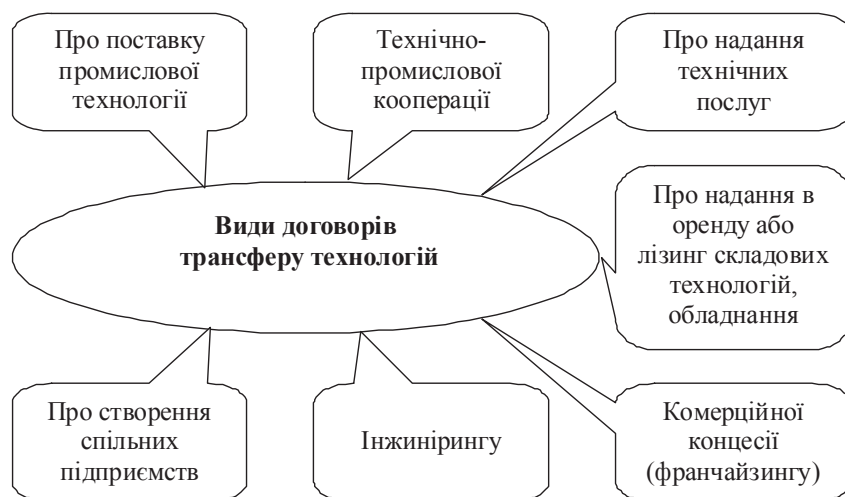 Про поставку
промислової
технології
Технічно-
промислової
кооперації
Про надання
технічних
послуг
Види договорів
трансферу технологій
Про надання в
оренду або
лізинг складових
технологій,
обладнання
Про створення
спільних
підприємств
Інжинірингу
Комерційної
концесії
(франчайзингу)